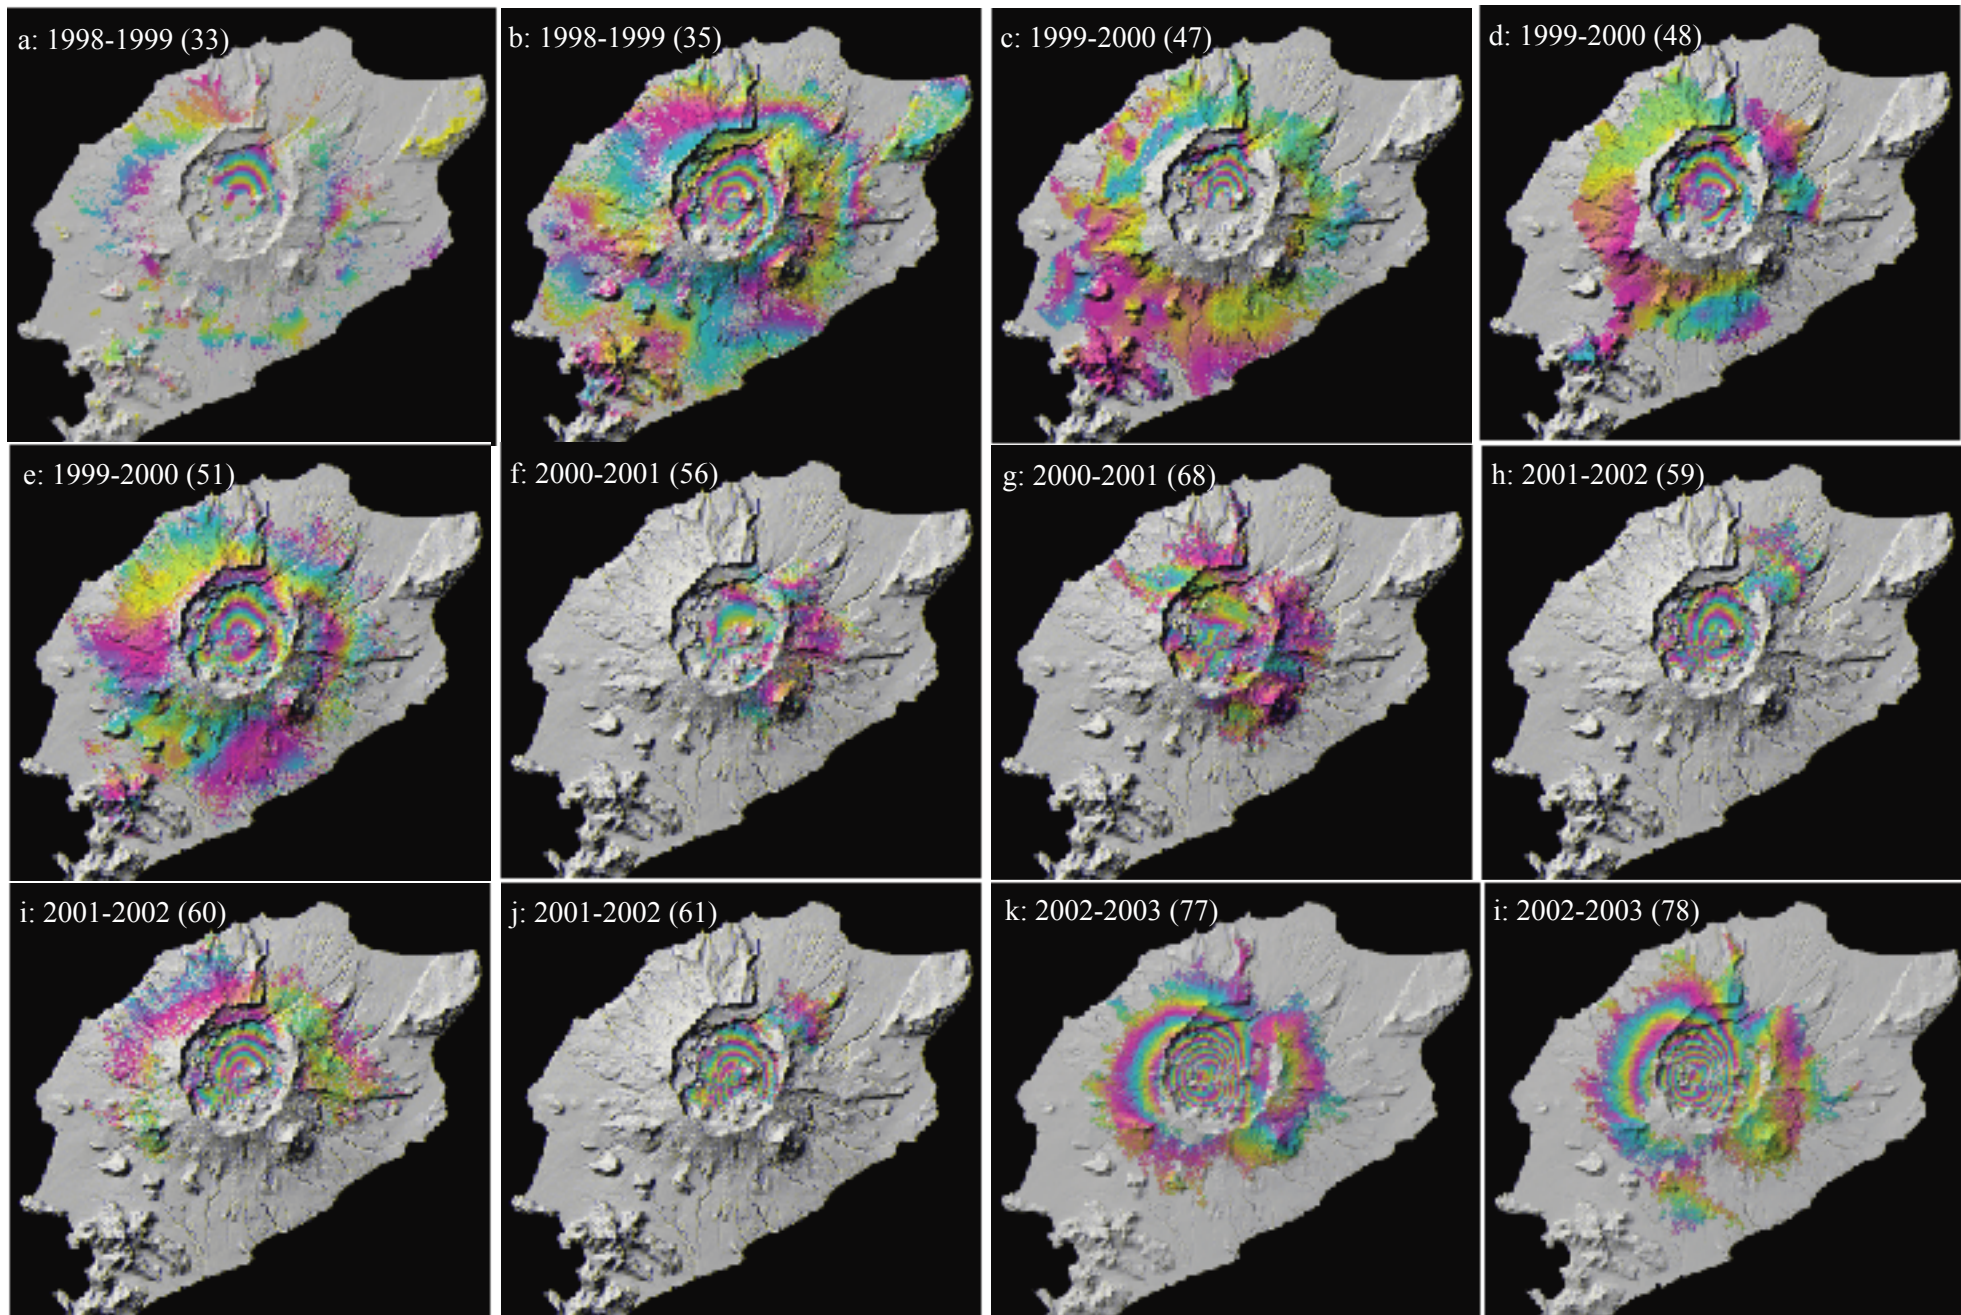 a: 1998-1999 (33)
b: 1998-1999 (35)
c: 1999-2000 (47)
d: 1999-2000 (48)
e: 1999-2000 (51)
f: 2000-2001 (56)
g: 2000-2001 (68)
h: 2001-2002 (59)
i: 2001-2002 (60)
j: 2001-2002 (61)
k: 2002-2003 (77)
i: 2002-2003 (78)